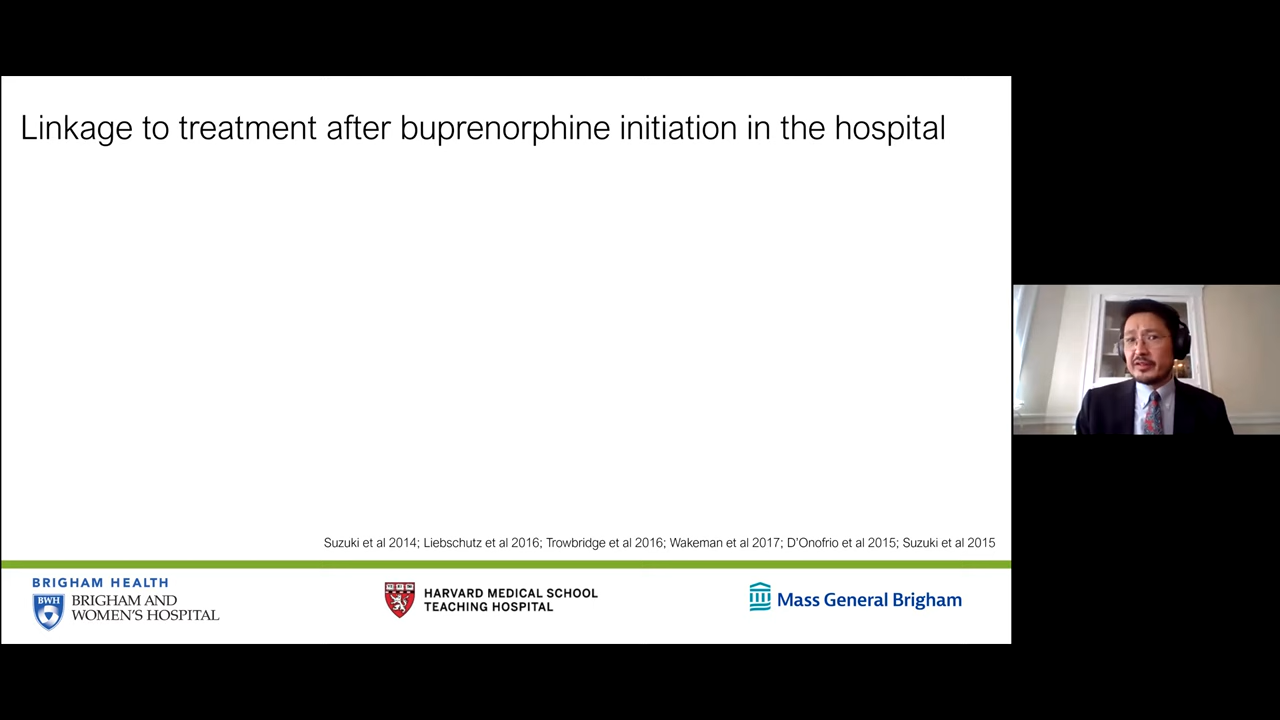 Linkage to treatment after buprenorphine initiation in the hospital
Suzuki et al 2014; Liebschutz et al 2016; Trowbridge et al 2016; Wakeman et al 2017; D'Onofrio et al 2015; Suzuki et al 2015
BRIGHAM HEALTH
BWH
BRIGHAM AND
WOMEN'S HOSPITAL
HARVARD MEDICAL SCHOOL
TEACHING HOSPITAL
Mass General Brigham